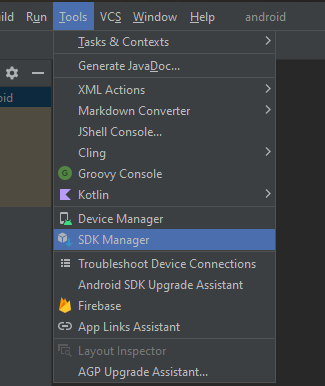 ld Run Tools VCS Window Help android
Tasks & Contexts
Generate JavaDoc...
XML Actions
oid
Markdown Converter
JShell Console...
Cling
G Groovy Console
Kotlin
Device Manager
SDK Manager
Troubleshoot Device Connections
Android SDK Upgrade Assistant
Firebase
App Links Assistant
Layout Inspector
AGP Upgrade Assistant...